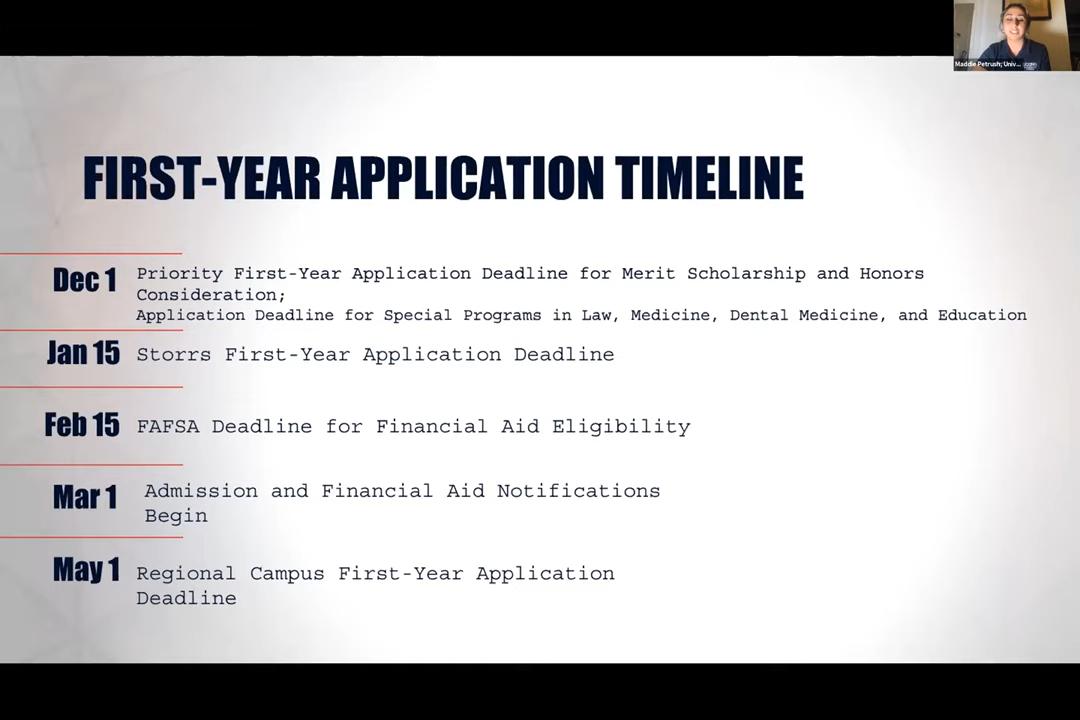 Maddie Petrush; Univ...
FIRST-YEAR APPLICATION TIMELINE
Dec 1
Priority First-Year Application Deadline for Merit Scholarship and Honors
Consideration;
Application Deadline for Special Programs in Law, Medicine, Dental Medicine, and Education
Jan 15
Storrs First-Year Application Deadline
Feb 15
FAFSA Deadline for Financial Aid Eligibility
Mar 1
Admission and Financial Aid Notifications
Begin
May 1
Regional Campus First-Year Application
Deadline